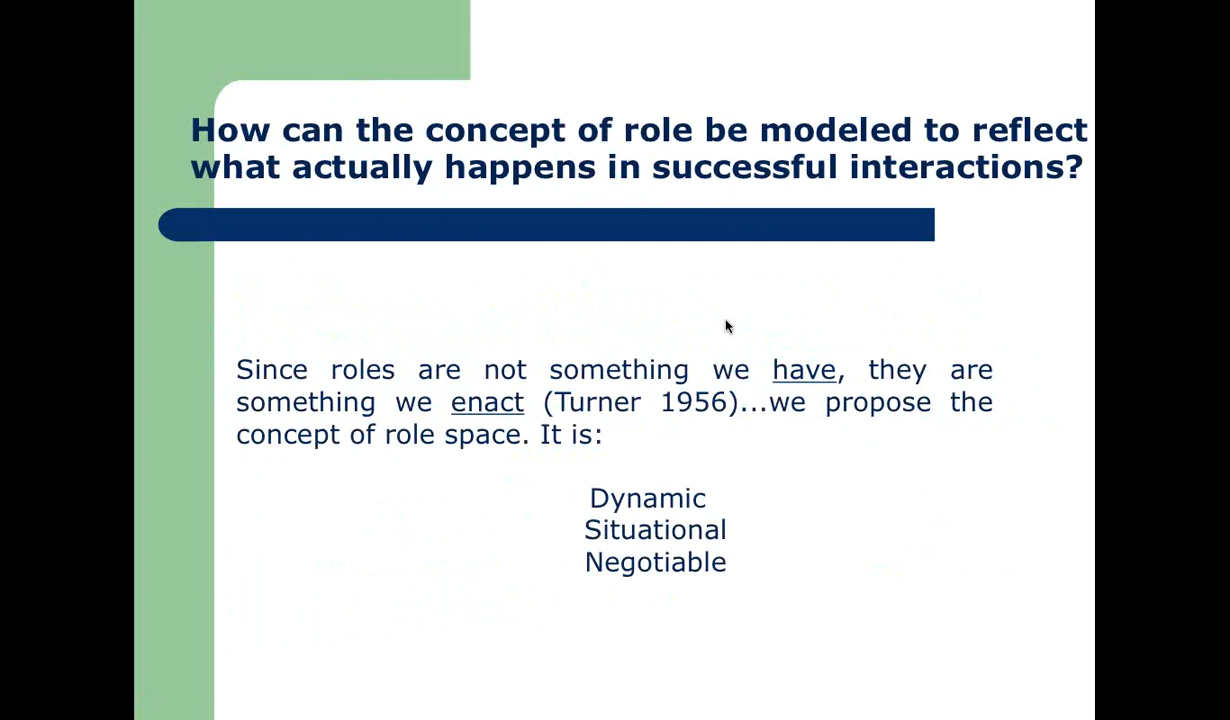 How can the concept of role be modeled to reflect
what actually happens in successful interactions?
Since roles are not something we have, they are
something we enact (Turner 1956)...we propose the
concept of role space. It is:
Dynamic
Situational
Negotiable